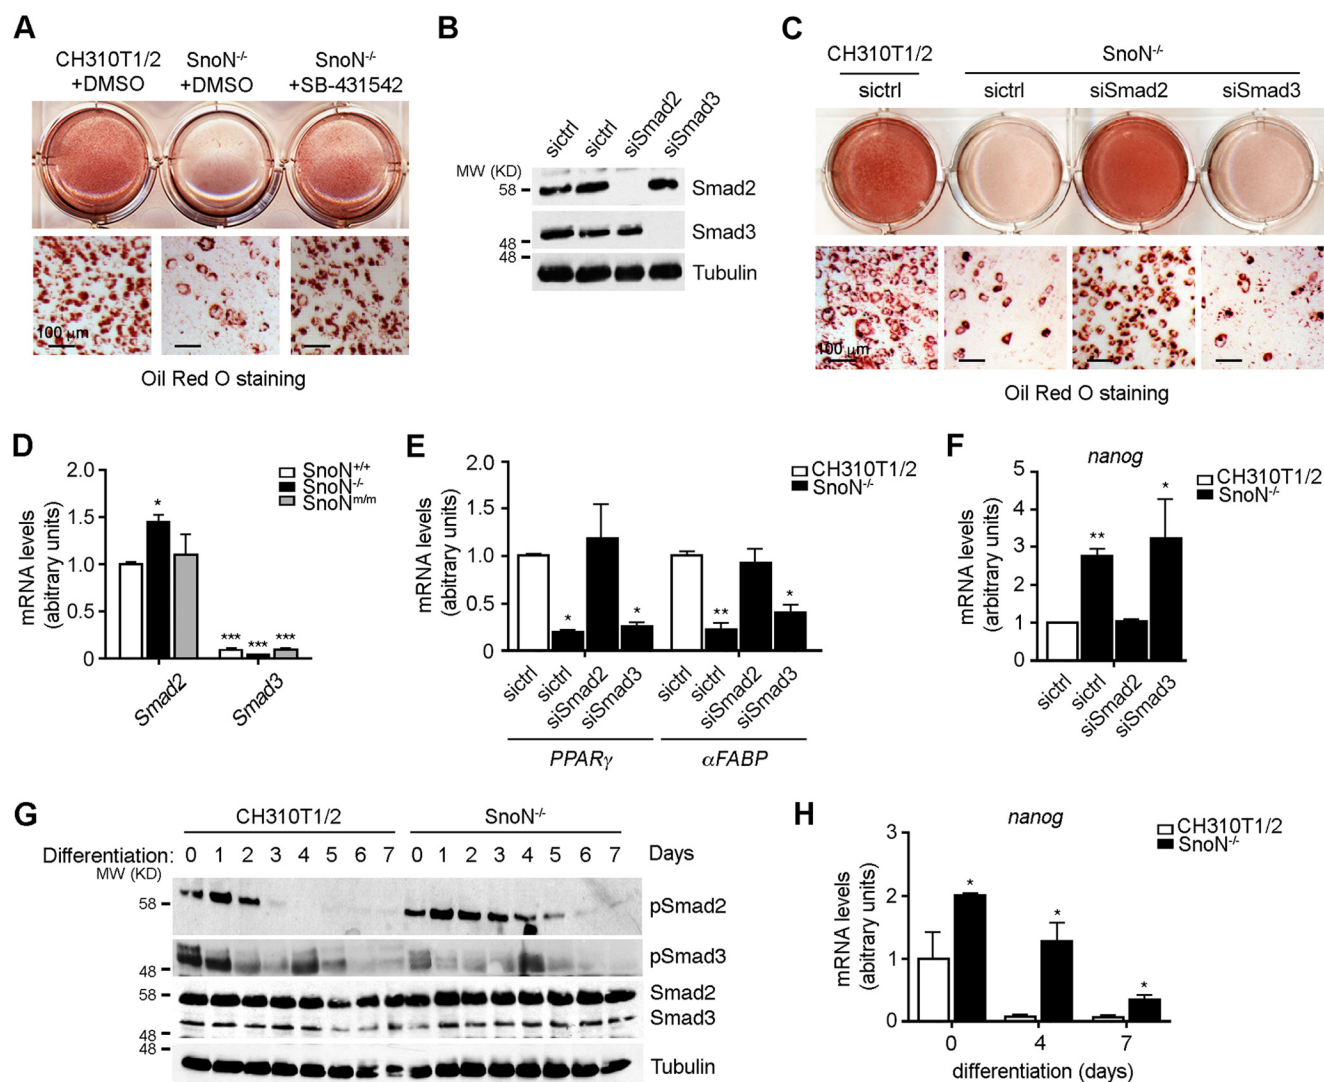 A
CH310T1/2 +DMSO
SnoN-/- +DMSO
SnoN-/- +SB-431542
100 µm
Oil Red O staining
B
sictrl sictrl siSmad2 siSmad3
MW (KD)
58
Smad2
48
Smad3
48
Tubulin
C
CH310T1/2 SnoN-/-
sictrl sictrl siSmad2 siSmad3
100 µm
Oil Red O staining
D
mRNA levels
(abitrary units)
2.0
1.5
1.0
0.5
0
SnoN+/+
SnoN-/-
SnoNm/m
*
*** *** ***
Smad2 Smad3
E
mRNA levels
(abitrary units)
2.0
1.5
1.0
0.5
0
CH310T1/2
SnoN-/-
* * ** *
sictrl sictrl siSmad2 siSmad3 sictrl sictrl siSmad2 siSmad3
PPARγ αFABP
F
nanog
mRNA levels
(arbitrary units)
5
4
3
2
1
0
CH310T1/2
SnoN-/-
** *
sictrl sictrl siSmad2 siSmad3
G
CH310T1/2 SnoN-/-
Differentiation: 0 1 2 3 4 5 6 7 0 1 2 3 4 5 6 7 Days
MW (KD)
58
pSmad2
pSmad3
48
58
Smad2
Smad3
48
48
Tubulin
H
nanog
mRNA levels
(abitrary units)
3
2
1
0
CH310T1/2
SnoN-/-
* * *
0 4 7
differentiation (days)